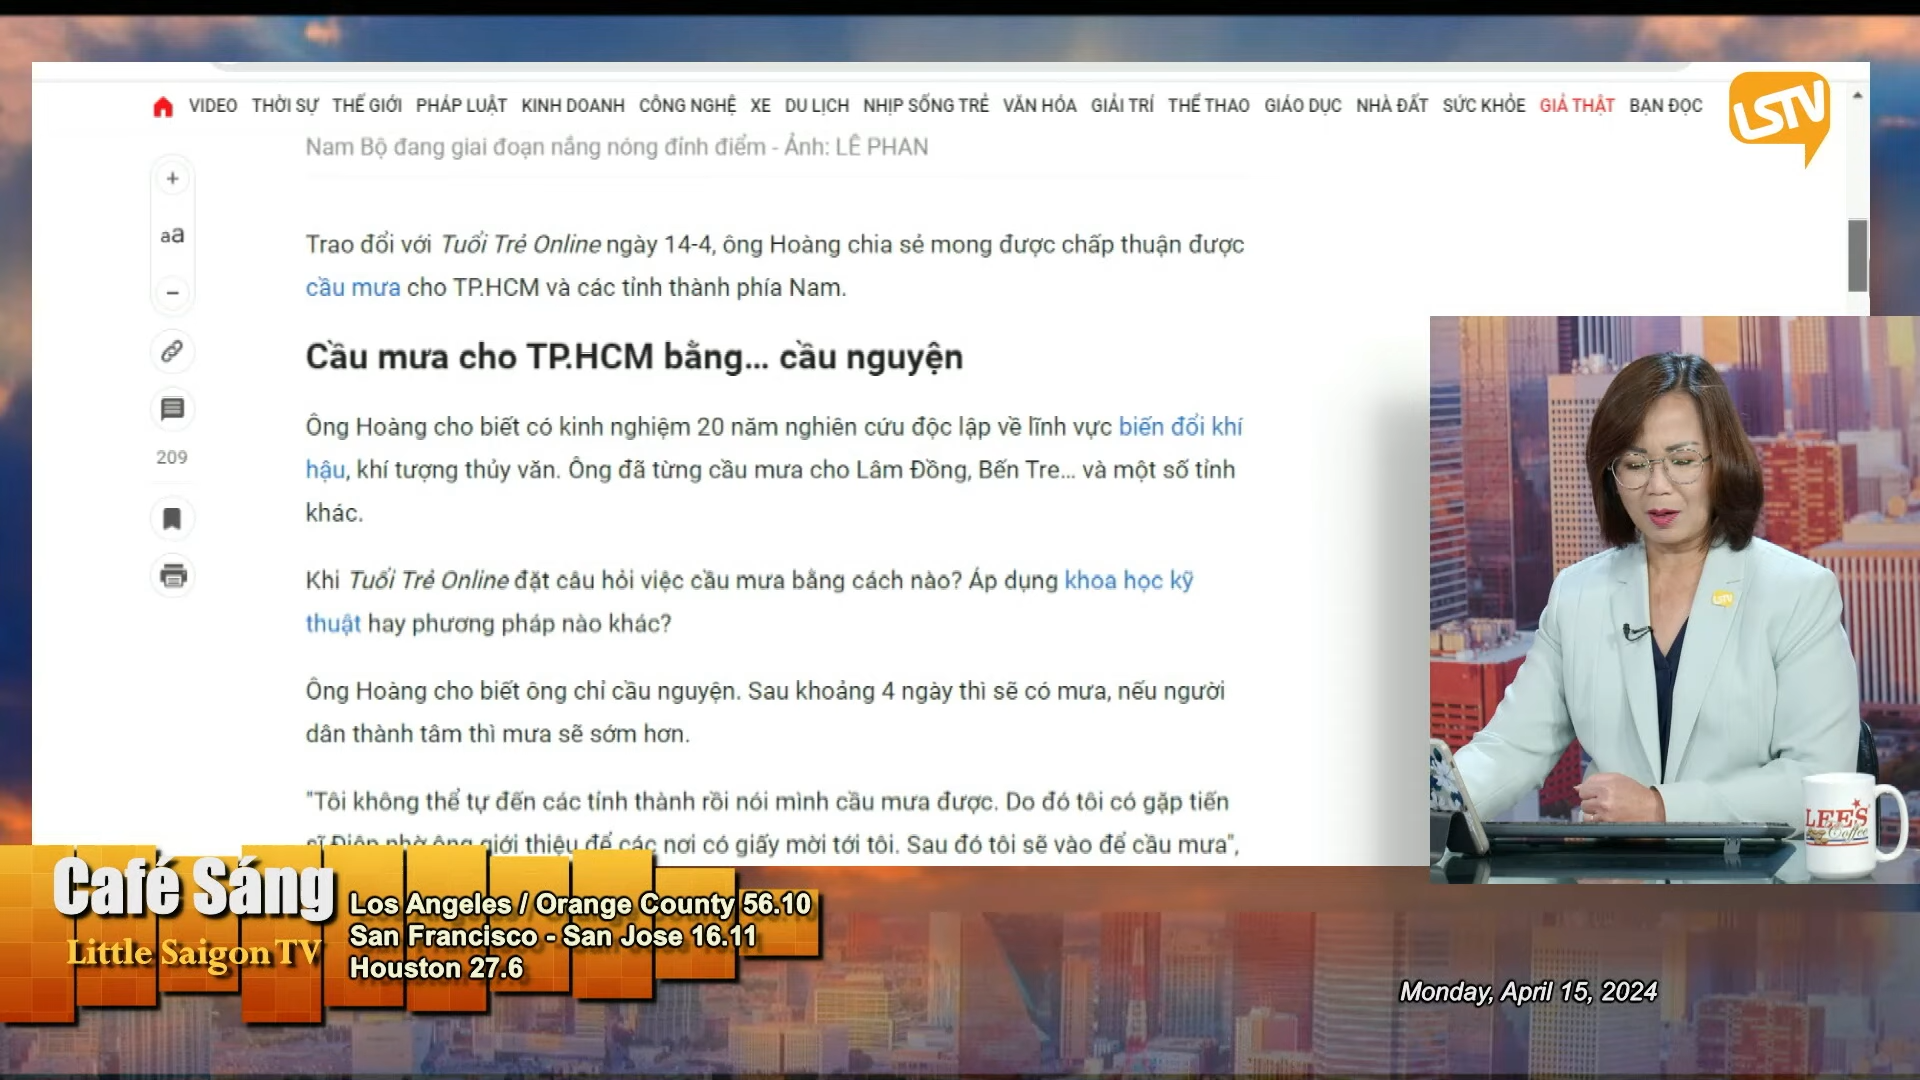 VIDEO THỜI SỰ THẾ GIỚI PHÁP LUẬT KINH DOANH CÔNG NGHỆ XE DU LỊCH NHỊP SỐNG TRẺ VĂN HÓA GIẢI TRÍ THỂ THAO GIÁO DỤC NHÀ ĐẤT SỨC KHỎE GIẢ THẬT BẠN ĐỌC
LSTV
Nam Bộ đang giai đoạn nắng nóng đỉnh điểm - Ảnh: LÊ PHAN
+
aa
−
209
Trao đổi với Tuổi Trẻ Online ngày 14-4, ông Hoàng chia sẻ mong được chấp thuận được
cầu mưa cho TP.HCM và các tỉnh thành phía Nam.
Cầu mưa cho TP.HCM bằng... cầu nguyện
Ông Hoàng cho biết có kinh nghiệm 20 năm nghiên cứu độc lập về lĩnh vực biến đổi khí
hậu, khí tượng thủy văn. Ông đã từng cầu mưa cho Lâm Đồng, Bến Tre... và một số tỉnh
khác.
Khi Tuổi Trẻ Online đặt câu hỏi việc cầu mưa bằng cách nào? Áp dụng khoa học kỹ
thuật hay phương pháp nào khác?
Ông Hoàng cho biết ông chỉ cầu nguyện. Sau khoảng 4 ngày thì sẽ có mưa, nếu người
dân thành tâm thì mưa sẽ sớm hơn.
"Tôi không thể tự đến các tỉnh thành rồi nói mình cầu mưa được. Do đó tôi có gặp tiến
sĩ Điệp nhờ ông giới thiệu để các nơi có giấy mời tới tôi. Sau đó tôi sẽ vào để cầu mưa",
LSTV
LEE'S
Coffee
Café Sáng
Little Saigon TV
Los Angeles / Orange County 56.10
San Francisco - San Jose 16.11
Houston 27.6
Monday, April 15, 2024